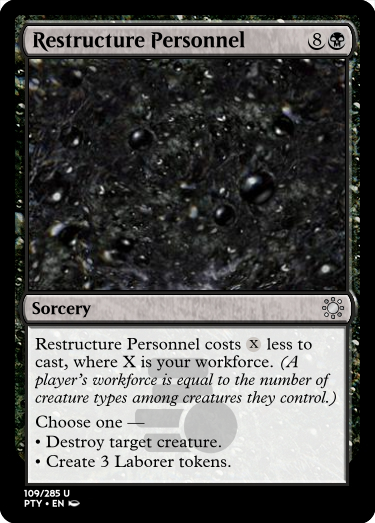 Restructure Personnel 8
Sorcery
Restructure Personnel costs X less to
cast, where X is your workforce. (A
player's workforce is equal to the number of
creature types among creatures they control.)
Choose one —
• Destroy target creature.
• Create 3 Laborer tokens.
109/285 U
PTY • EN